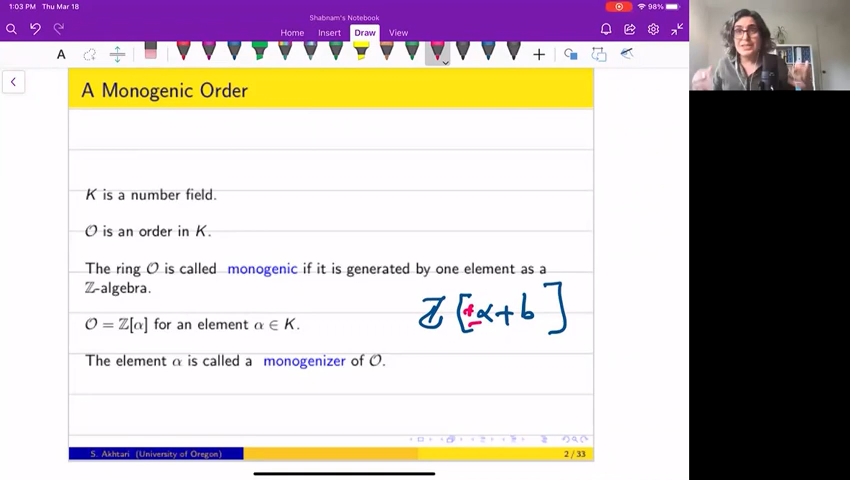 1:03 PM Thu Mar 18
98%
Shabnam's Notebook
Home Insert Draw View
A
A Monogenic Order
K is a number field.
𝒪 is an order in K.
The ring 𝒪 is called monogenic if it is generated by one element as a
ℤ-algebra.
ℤ[±α+b]
𝒪 = ℤ[α] for an element α ∈ K.
The element α is called a monogenizer of 𝒪.
S. Akhtari (University of Oregon)
2 / 33